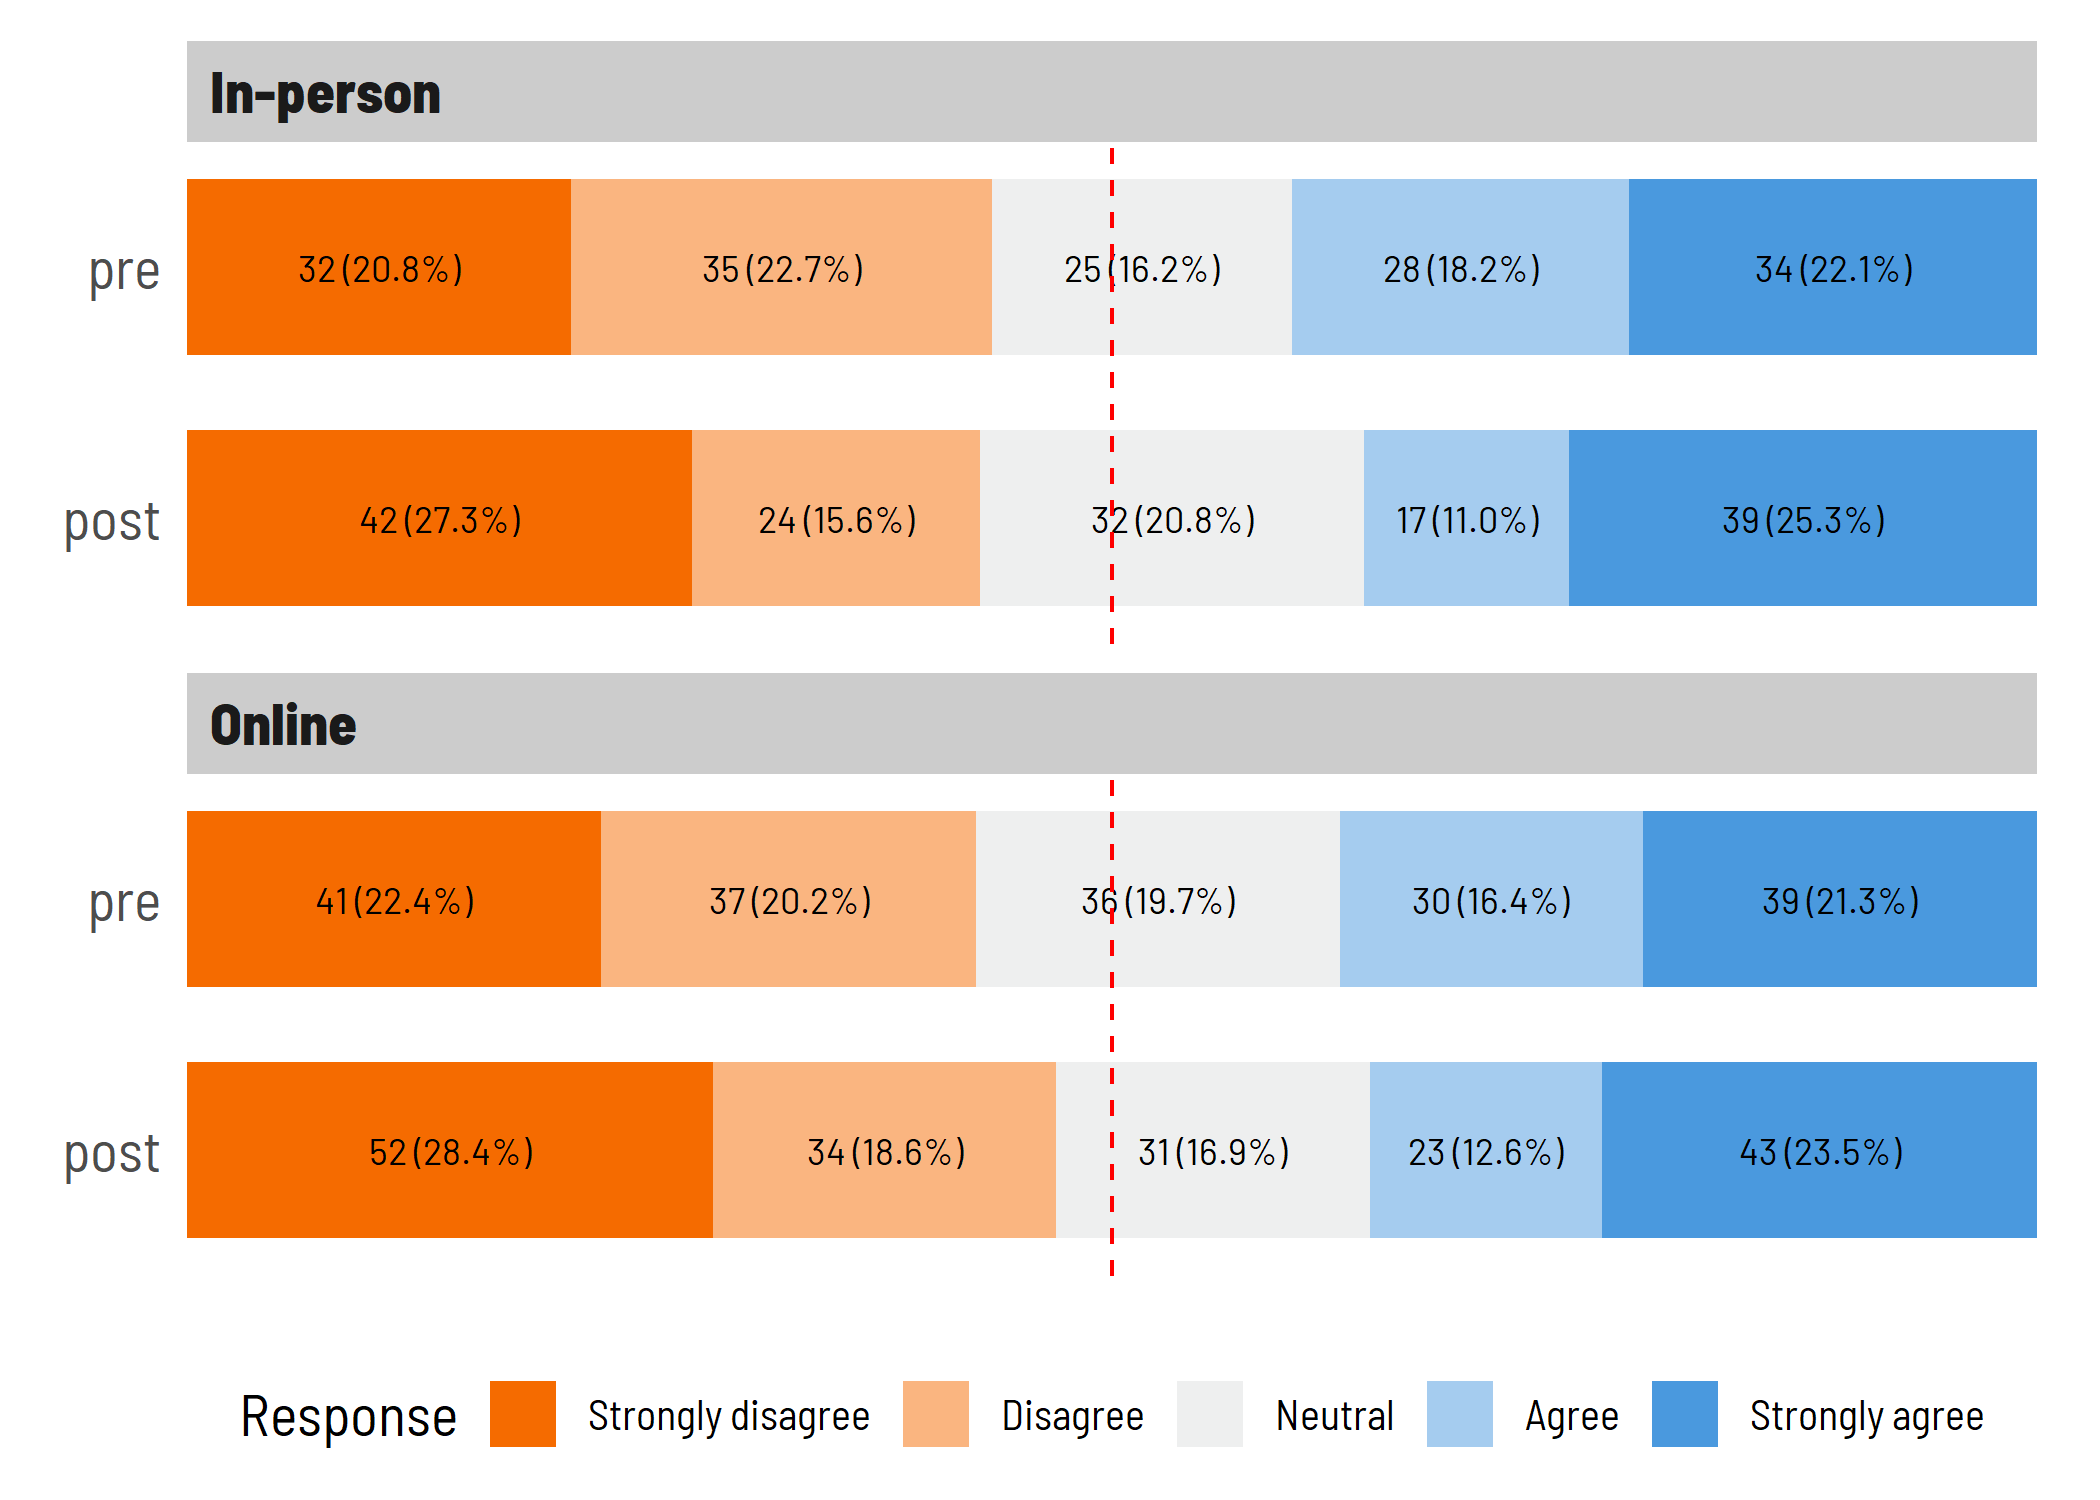 In-person
pre 32 (20.8%) 35 (22.7%) 25 (16.2%) 28 (18.2%) 34 (22.1%)
post 42 (27.3%) 24 (15.6%) 32 (20.8%) 17 (11.0%) 39 (25.3%)
Online
pre 41 (22.4%) 37 (20.2%) 36 (19.7%) 30 (16.4%) 39 (21.3%)
post 52 (28.4%) 34 (18.6%) 31 (16.9%) 23 (12.6%) 43 (23.5%)
Response Strongly disagree Disagree Neutral Agree Strongly agree